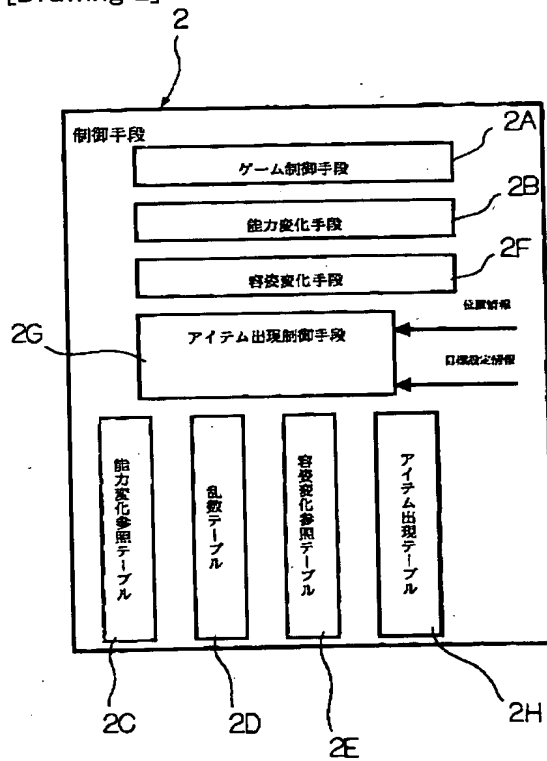 [Drawing 2]
2
制御手段
2A
ゲーム制御手段
2B
能力変化手段
2F
容姿変化手段
位置情報
2G
アイテム出現制御手段
目標設定情報
能力変化参照テーブル
乱数テーブル
容姿変化参照テーブル
アイテム出現テーブル
2C
2D
2E
2H